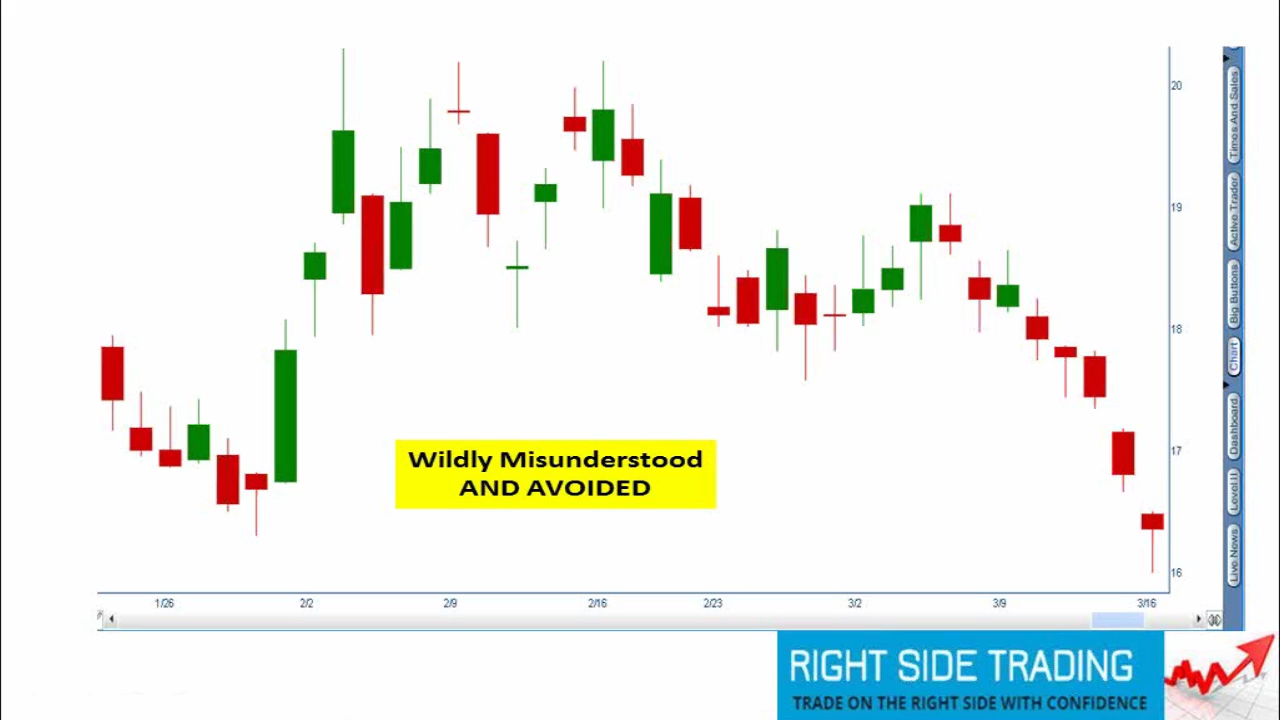 20
19
18
17
16
Times And Sales
Active Trader
Big Buttons
Chart
Dashboard
Level II
Live News
Wildly Misunderstood
AND AVOIDED
1/26
2/2
2/9
2/16
2/23
3/2
3/9
3/16
RIGHT SIDE TRADING
TRADE ON THE RIGHT SIDE WITH CONFIDENCE